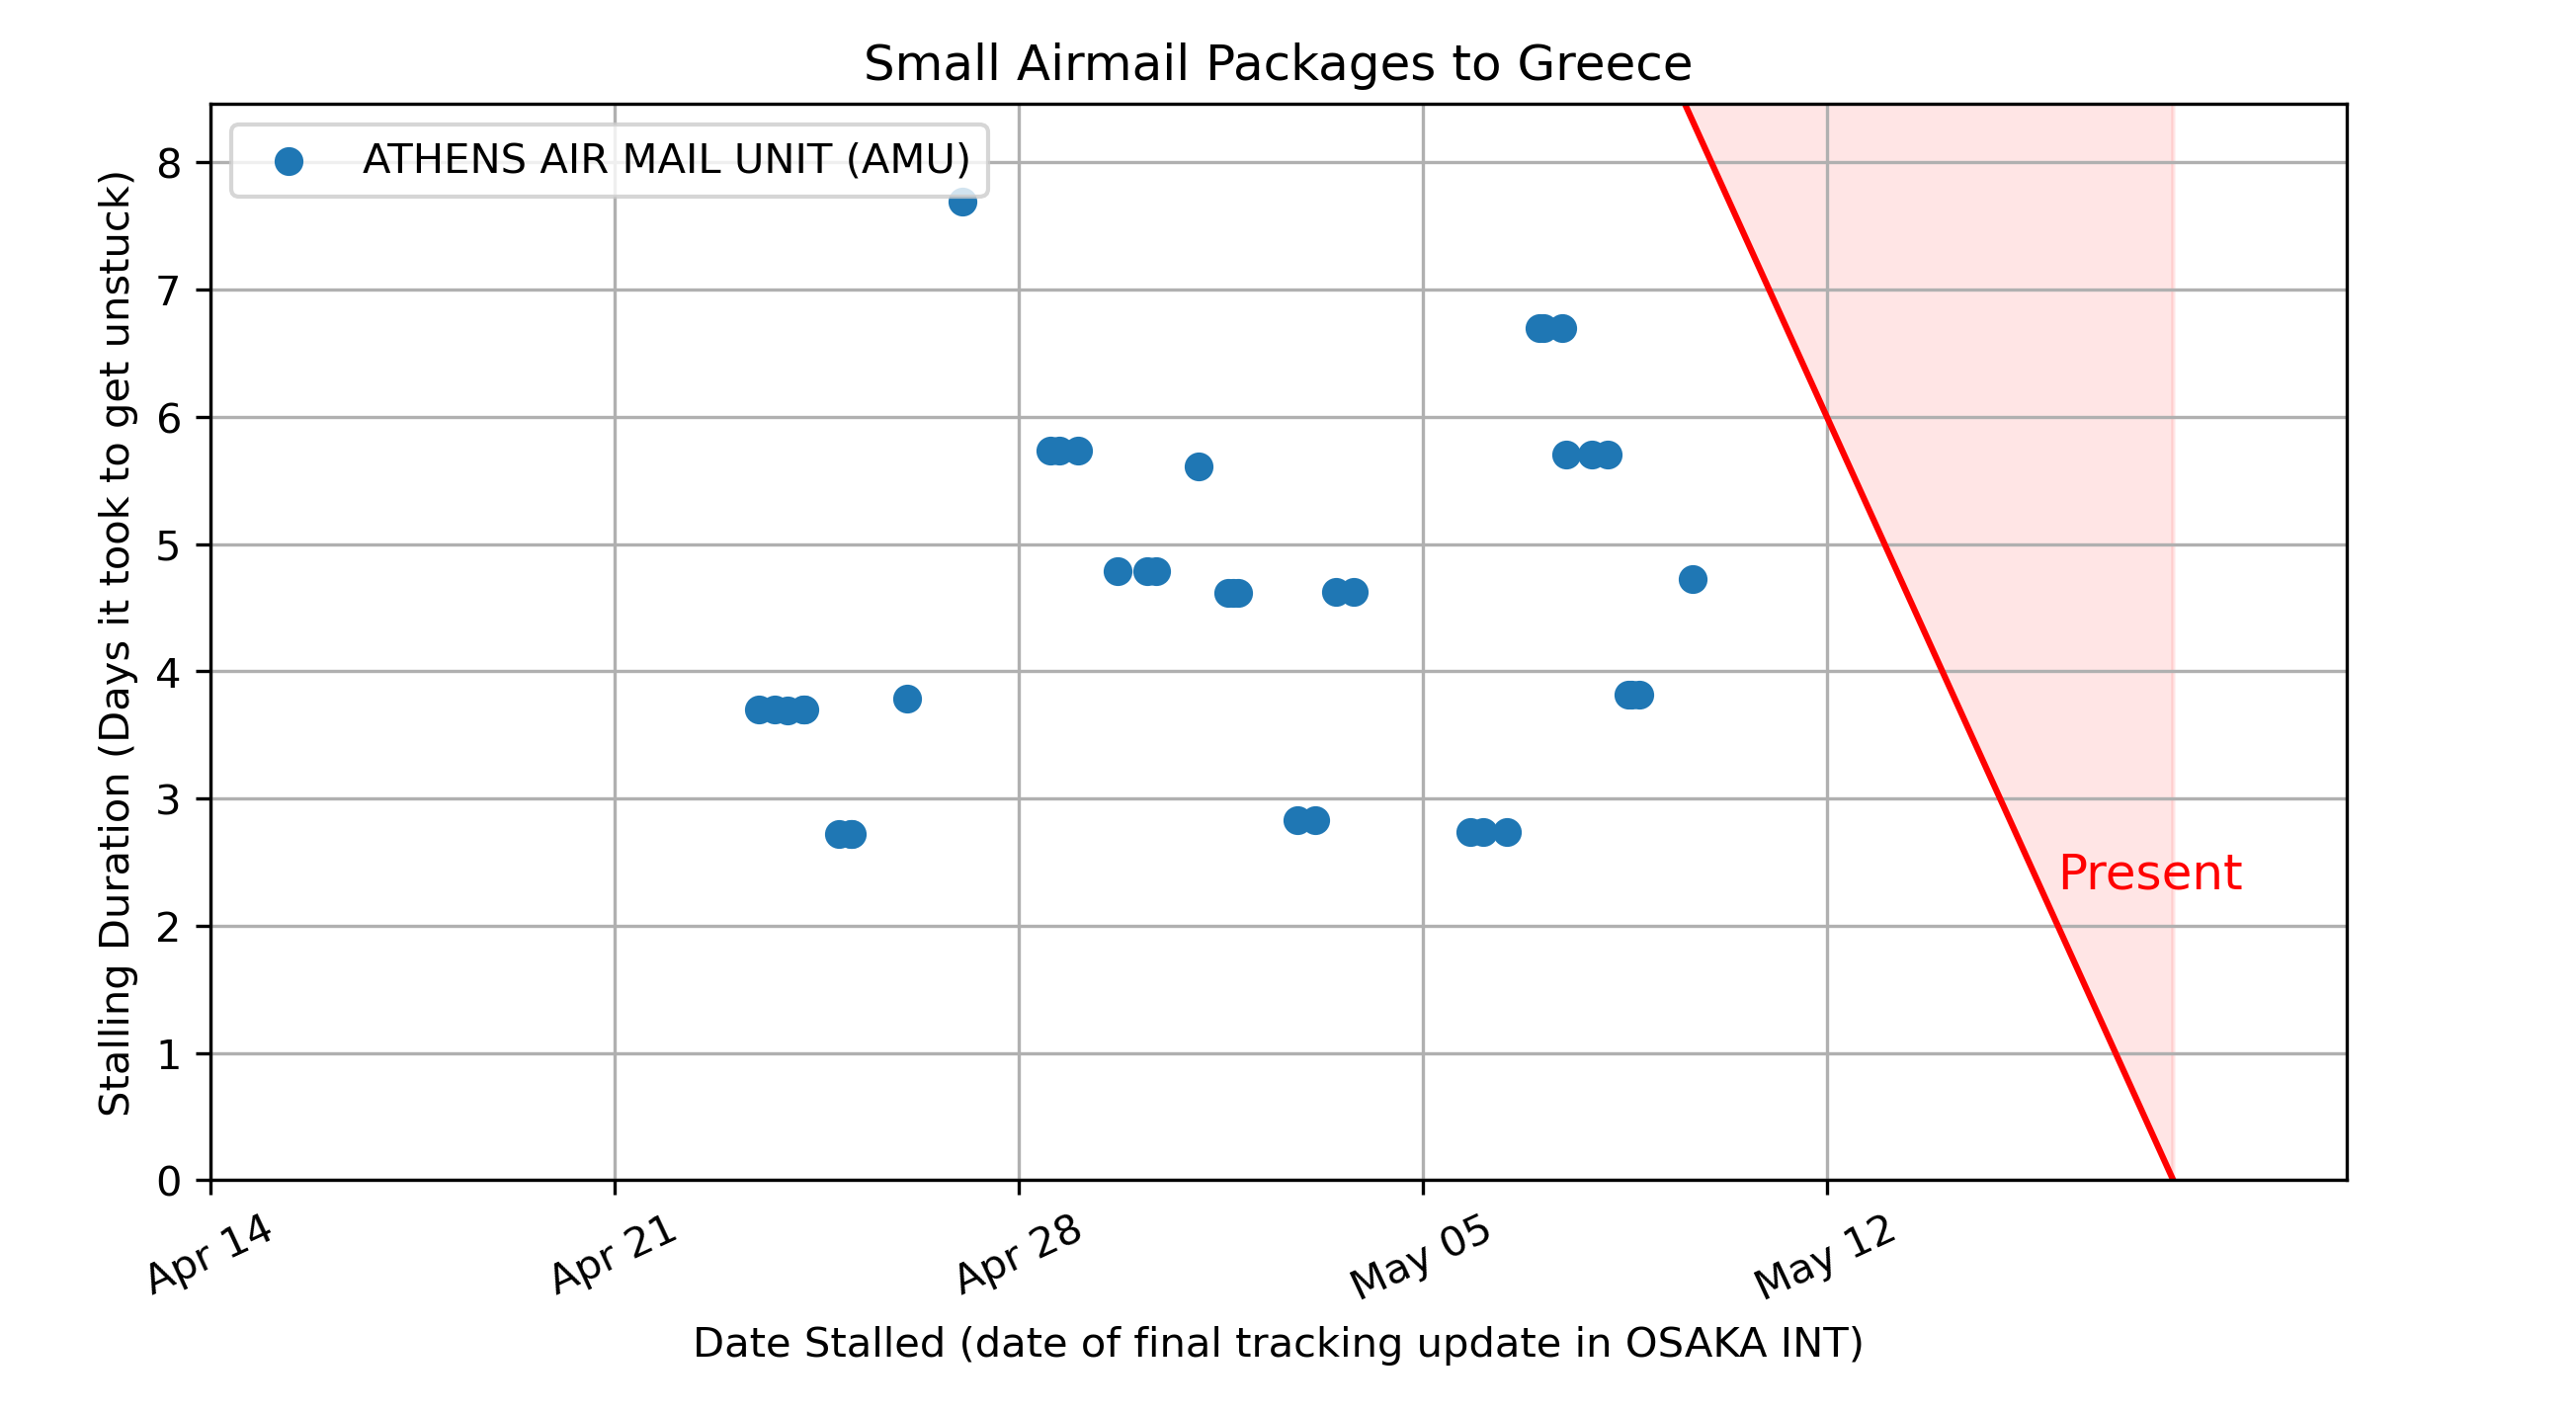 Small Airmail Packages to Greece
ATHENS AIR MAIL UNIT (AMU)
Stalling Duration (Days it took to get unstuck)
8
7
6
5
4
3
2
1
0
Present
Apr 14
Apr 21
Apr 28
May 05
May 12
Date Stalled (date of final tracking update in OSAKA INT)